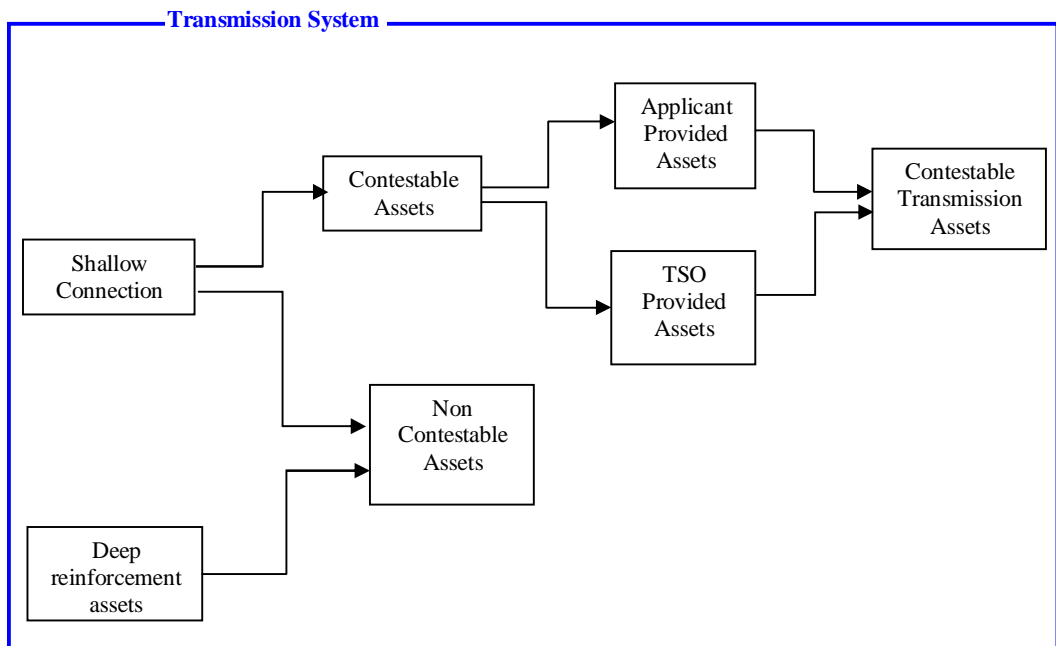 Transmission System
Applicant
Provided
Assets
Contestable
Transmission
Assets
Contestable
Assets
Shallow
Connection
TSO
Provided
Assets
Non
Contestable
Assets
Deep
reinforcement
assets